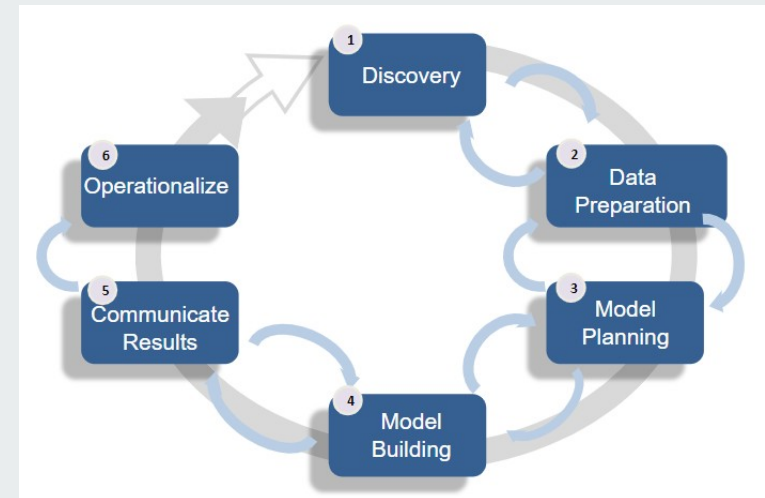 1
Discovery
2
Data
Preparation
3
Model
Planning
4
Model
Building
5
Communicate
Results
6
Operationalize